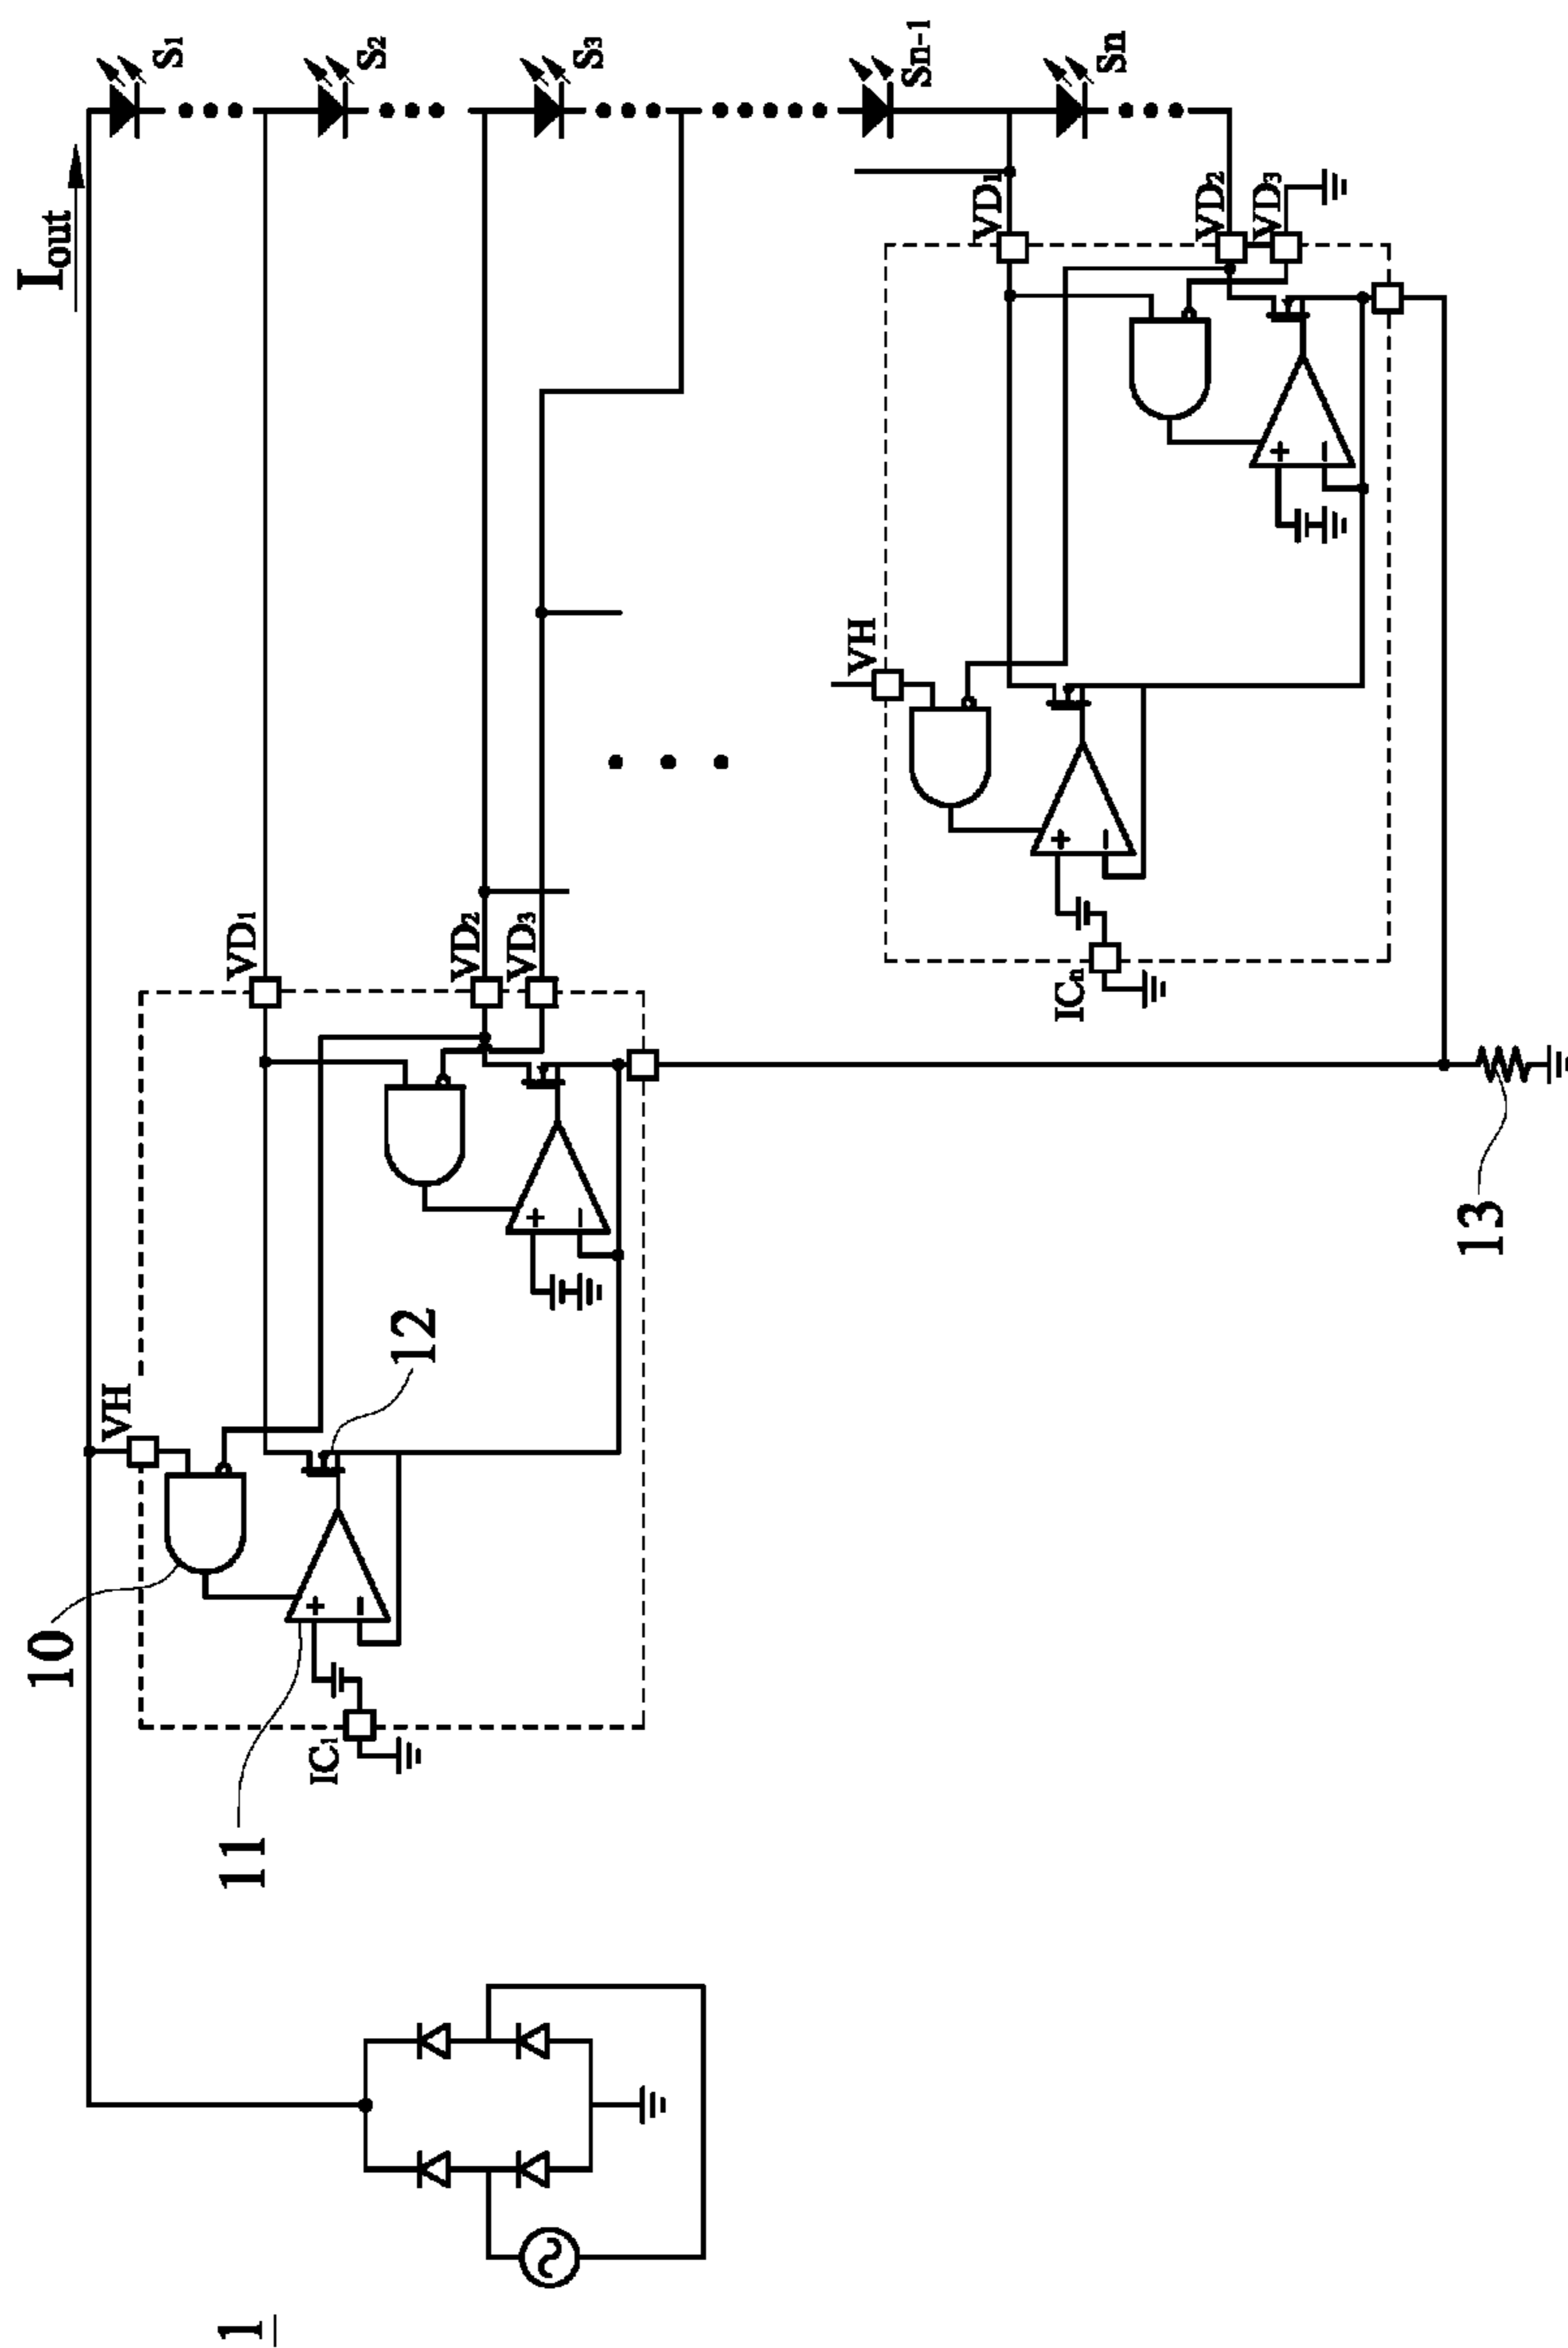 1
I_out
S1
S2
S3
Sn-1
Sn
10
VH
11
12
VD1
VD2
VD3
+
−
+
−
IC1
VH
VD1
VD2
VD3
+
−
+
−
ICn
13